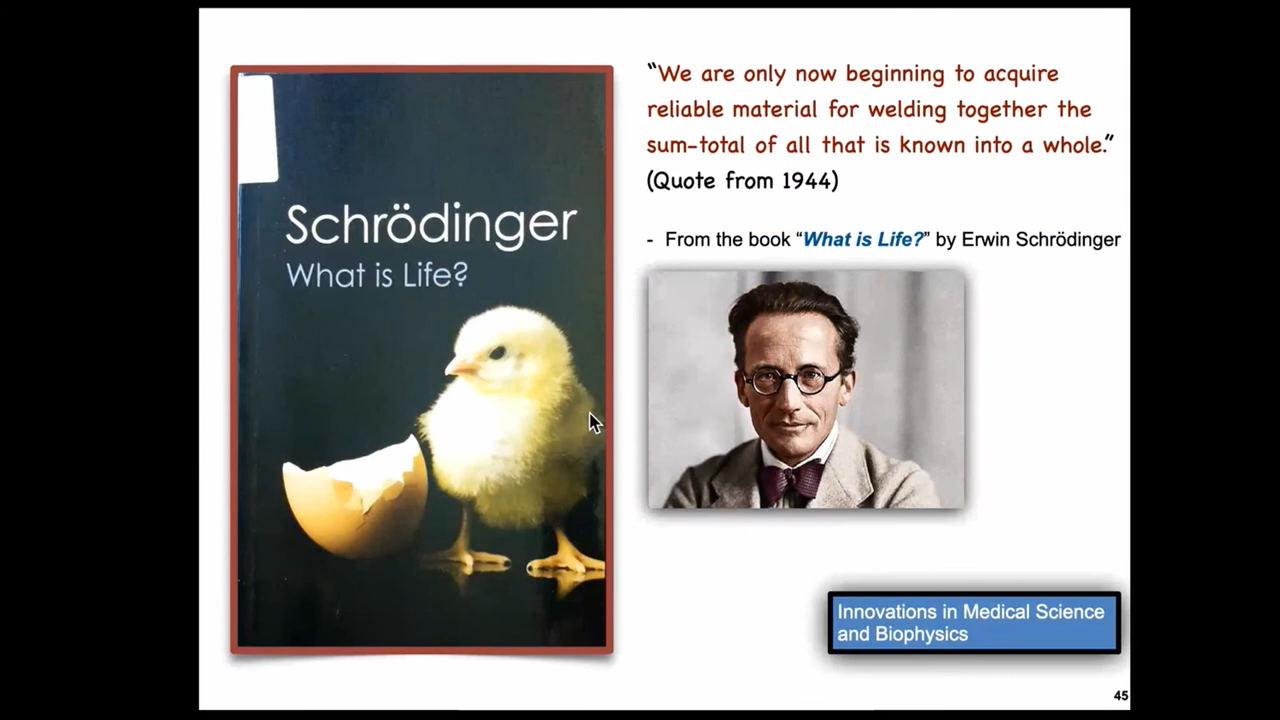 Schrödinger
What is Life?
“We are only now beginning to acquire
reliable material for welding together the
sum-total of all that is known into a whole.”
(Quote from 1944)
- From the book “What is Life?” by Erwin Schrödinger
Innovations in Medical Science
and Biophysics
45